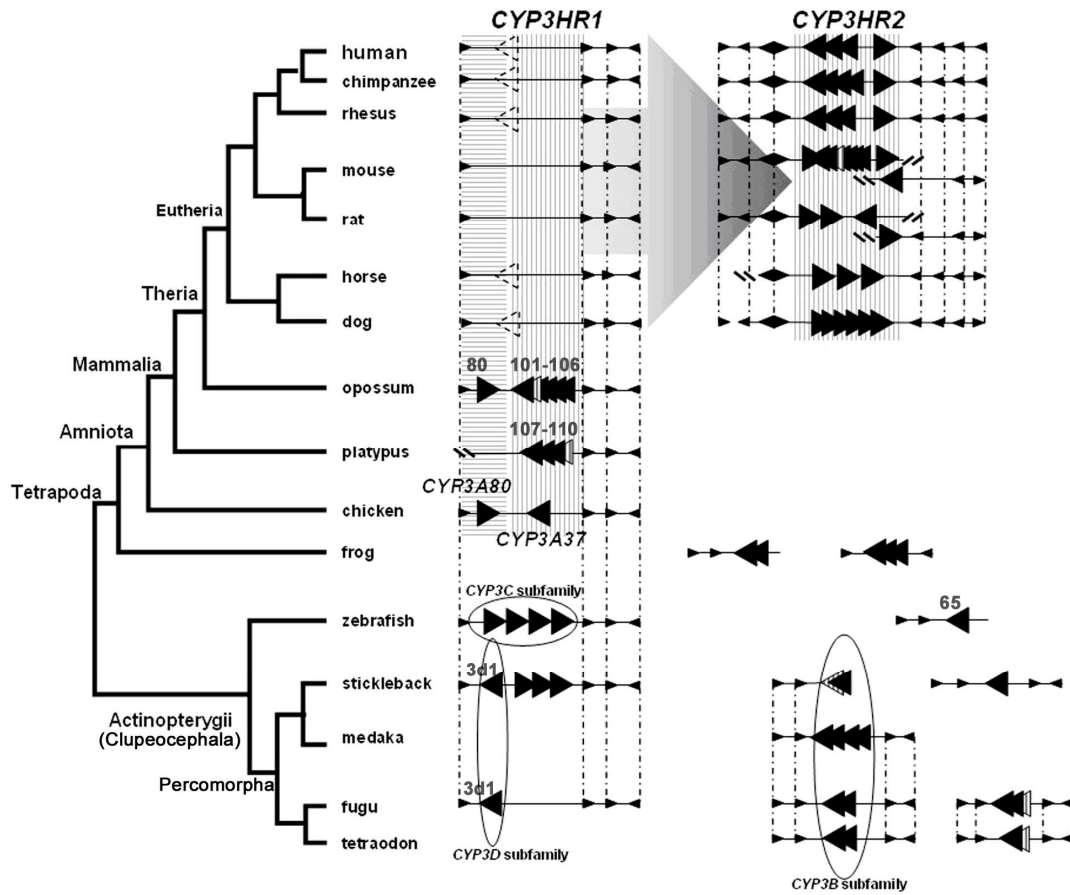 CYP3HR1 CYP3HR2
human
chimpanzee
rhesus
mouse
Eutheria
rat
horse
Theria
dog
80 101-106
Mammalia
opossum
107-110
Amniota
platypus
CYP3A80
Tetrapoda
chicken
CYP3A37
frog
CYP3C subfamily
zebrafish
65
3d1
stickleback
Actinopterygii
(Clupeocephala)
medaka
Percomorpha
3d1
fugu
tetraodon
CYP3D subfamily
CYP3B subfamily